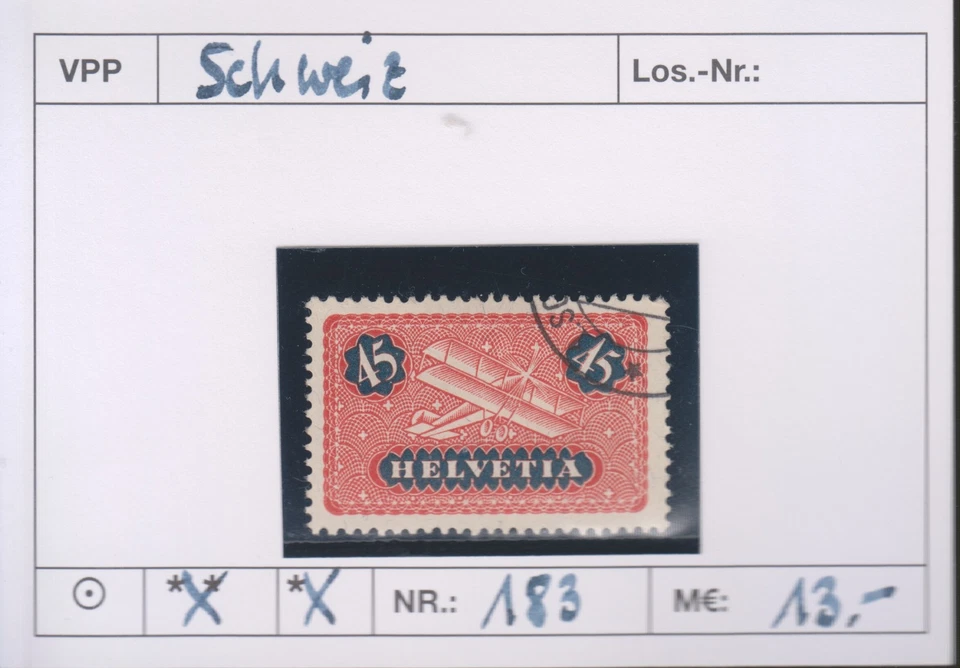 VPP Schweiz Los.-Nr.:
45 45
HELVETIA
** * NR.: 183 M€: 13,-